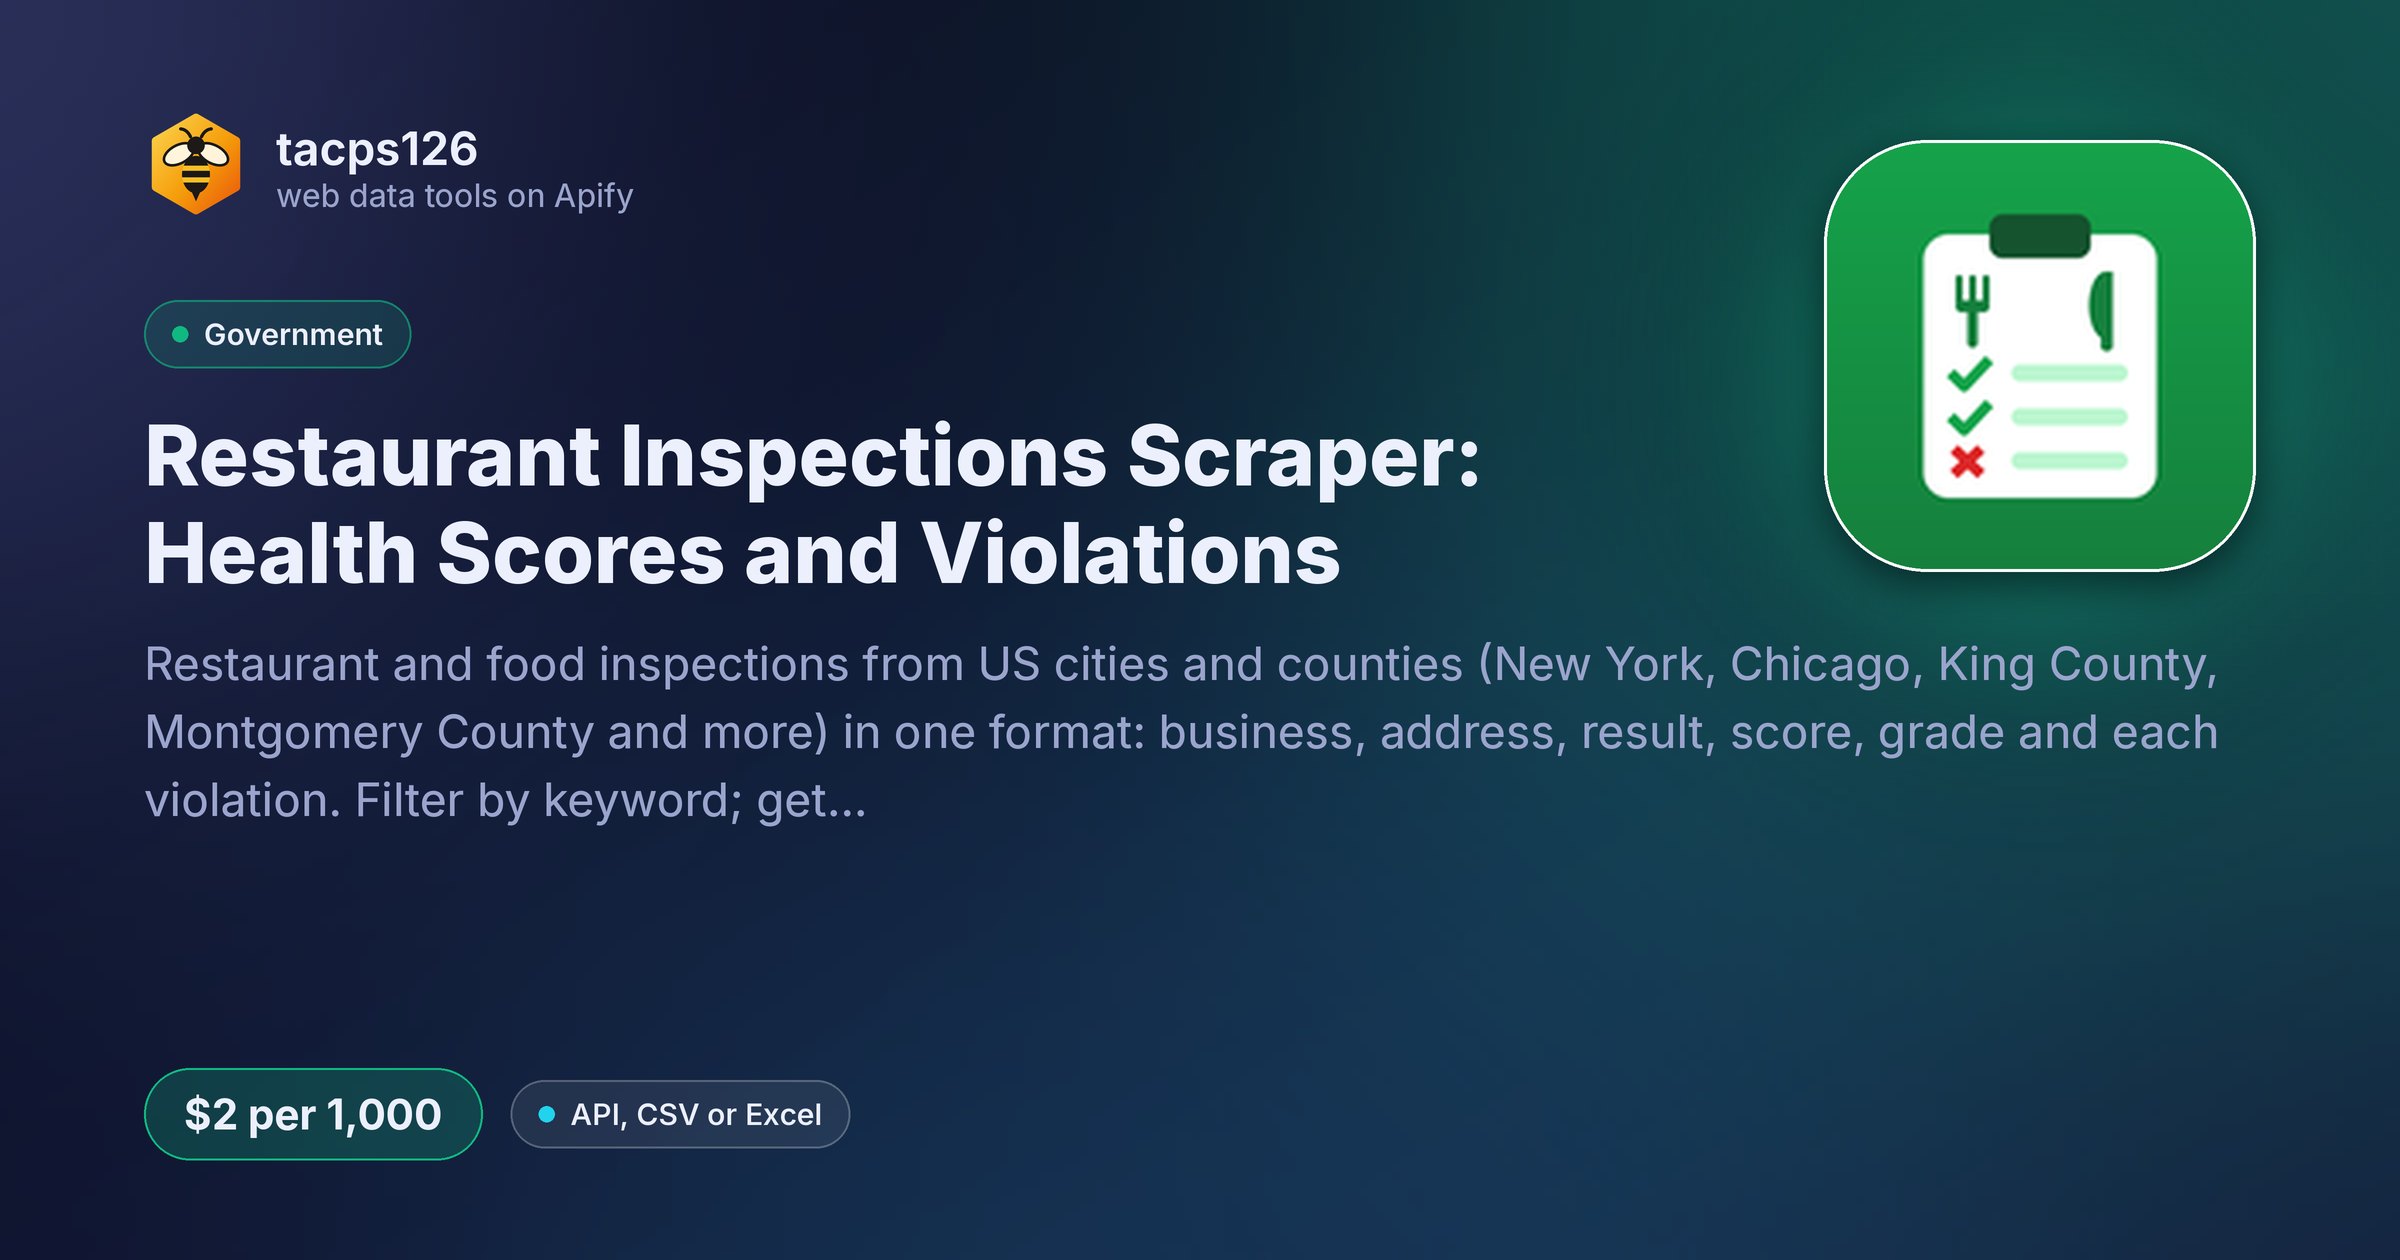 tacps126
web data tools on Apify
Government
Restaurant Inspections Scraper:
Health Scores and Violations
Restaurant and food inspections from US cities and counties (New York, Chicago, King County,
Montgomery County and more) in one format: business, address, result, score, grade and each
violation. Filter by keyword; get...
$2 per 1,000
API, CSV or Excel